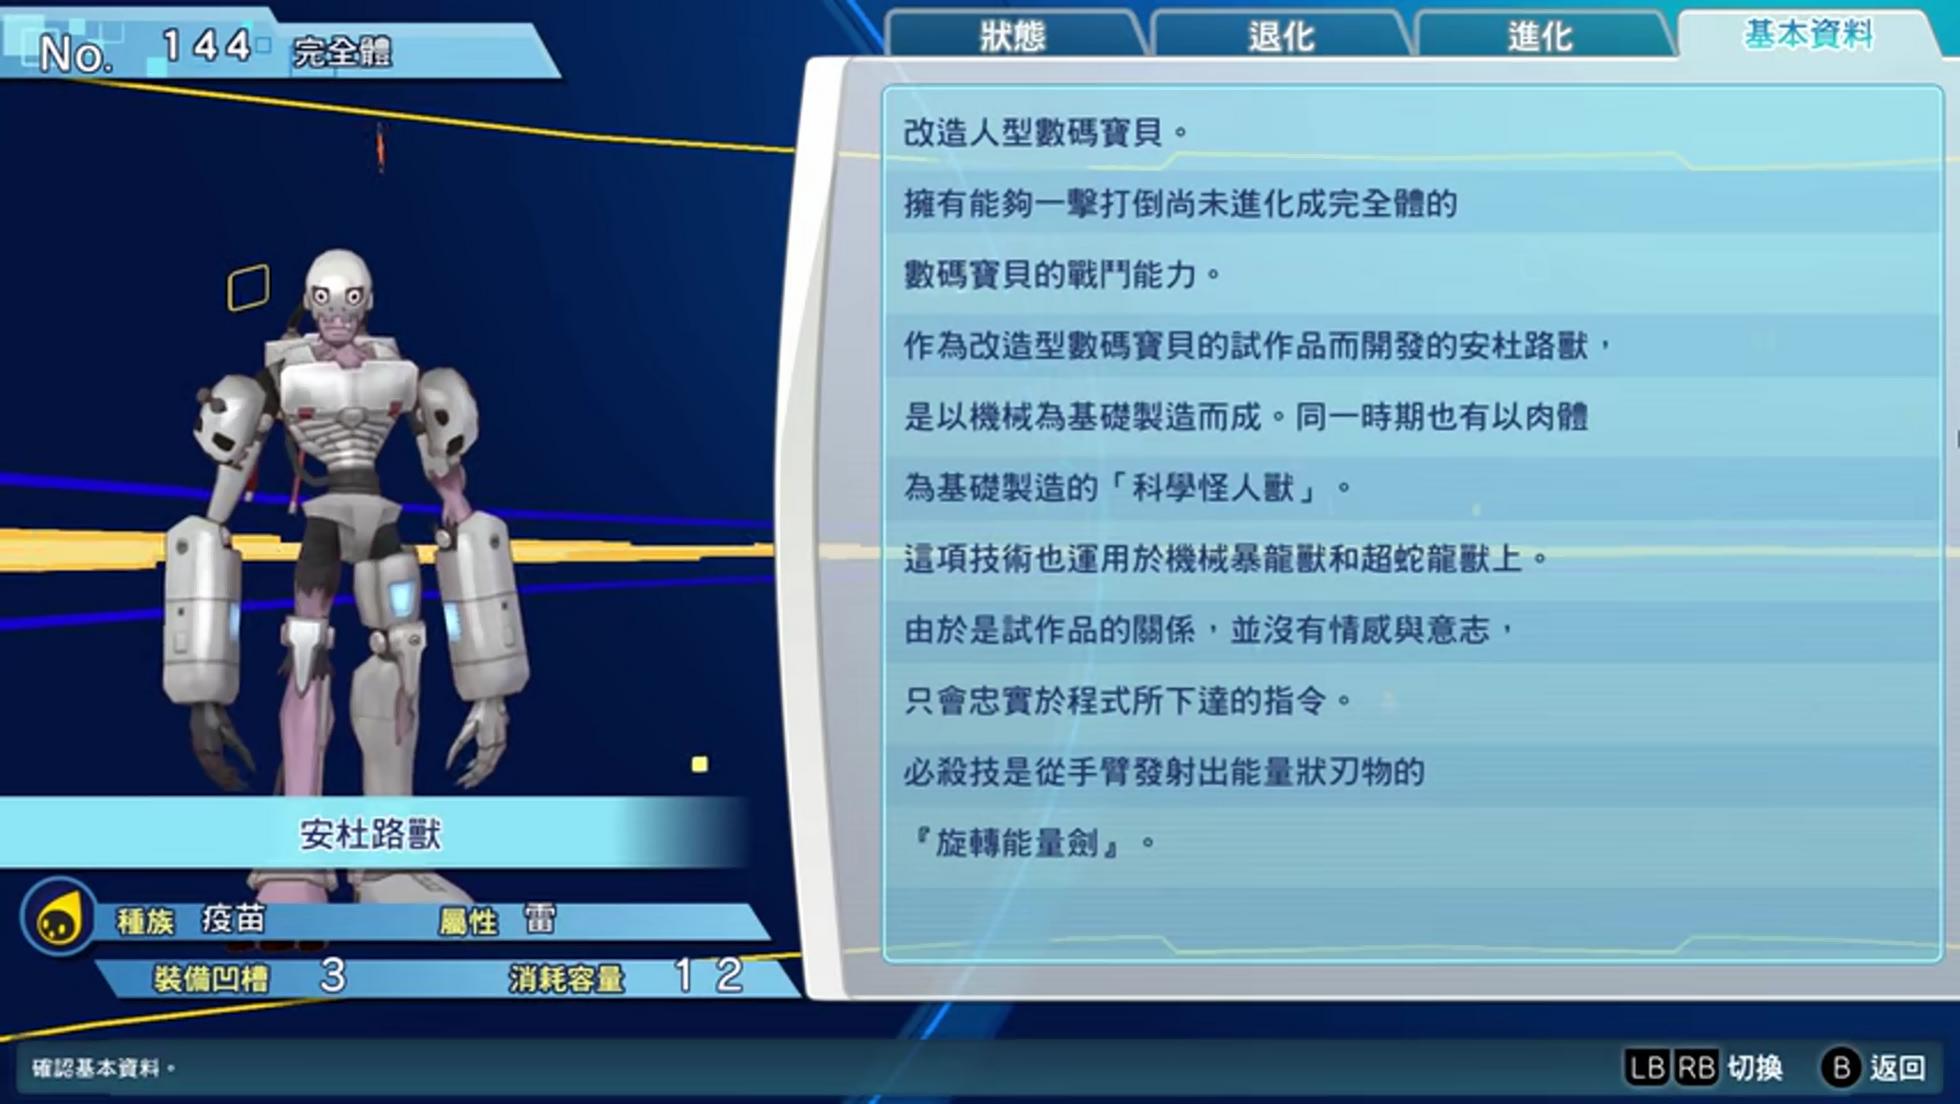 No. 144 完全體
狀態
退化
進化
基本資料
改造人型數碼寶貝。
擁有能夠一擊打倒尚未進化成完全體的
數碼寶貝的戰鬥能力。
作為改造型數碼寶貝的試作品而開發的安杜路獸，
是以機械為基礎製造而成。同一時期也有以肉體
為基礎製造的「科學怪人獸」。
這項技術也運用於機械暴龍獸和超蛇龍獸上。
由於是試作品的關係，並沒有情感與意志，
只會忠實於程式所下達的指令。
必殺技是從手臂發射出能量狀刃物的
『旋轉能量劍』。
安杜路獸
種族 疫苗 屬性 雷
裝備凹槽 3 消耗容量 12
確認基本資料。
LB RB 切換 B 返回